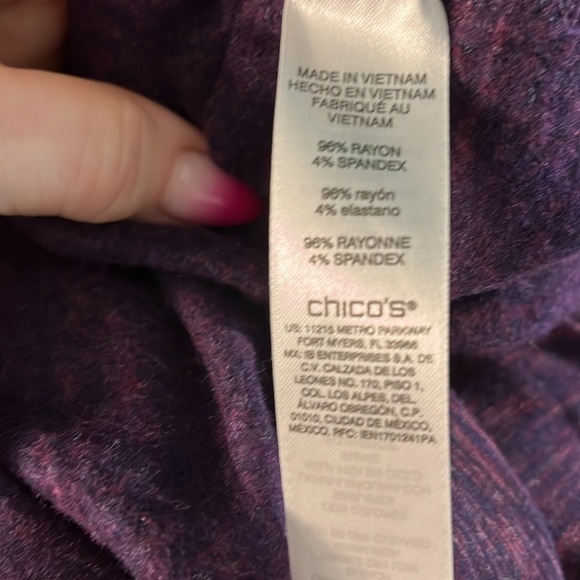 MADE IN VIETNAM
HECHO EN VIETNAM
FABRIQUÉ AU
VIETNAM
96% RAYON
4% SPANDEX
96% rayón
4% elastano
96% RAYONNE
4% SPANDEX
chico's®
US: 11215 METRO PARKWAY
FORT MYERS, FL 33966
MX: IB ENTERPRISES S.A. DE
C.V. CALZADA DE LOS
LEONES NO. 170, PISO 1,
COL. LOS ALPES, DEL.
ÁLVARO OBREGÓN, C.P.
01010, CIUDAD DE MÉXICO,
MÉXICO. RFC: IEN1701241PA